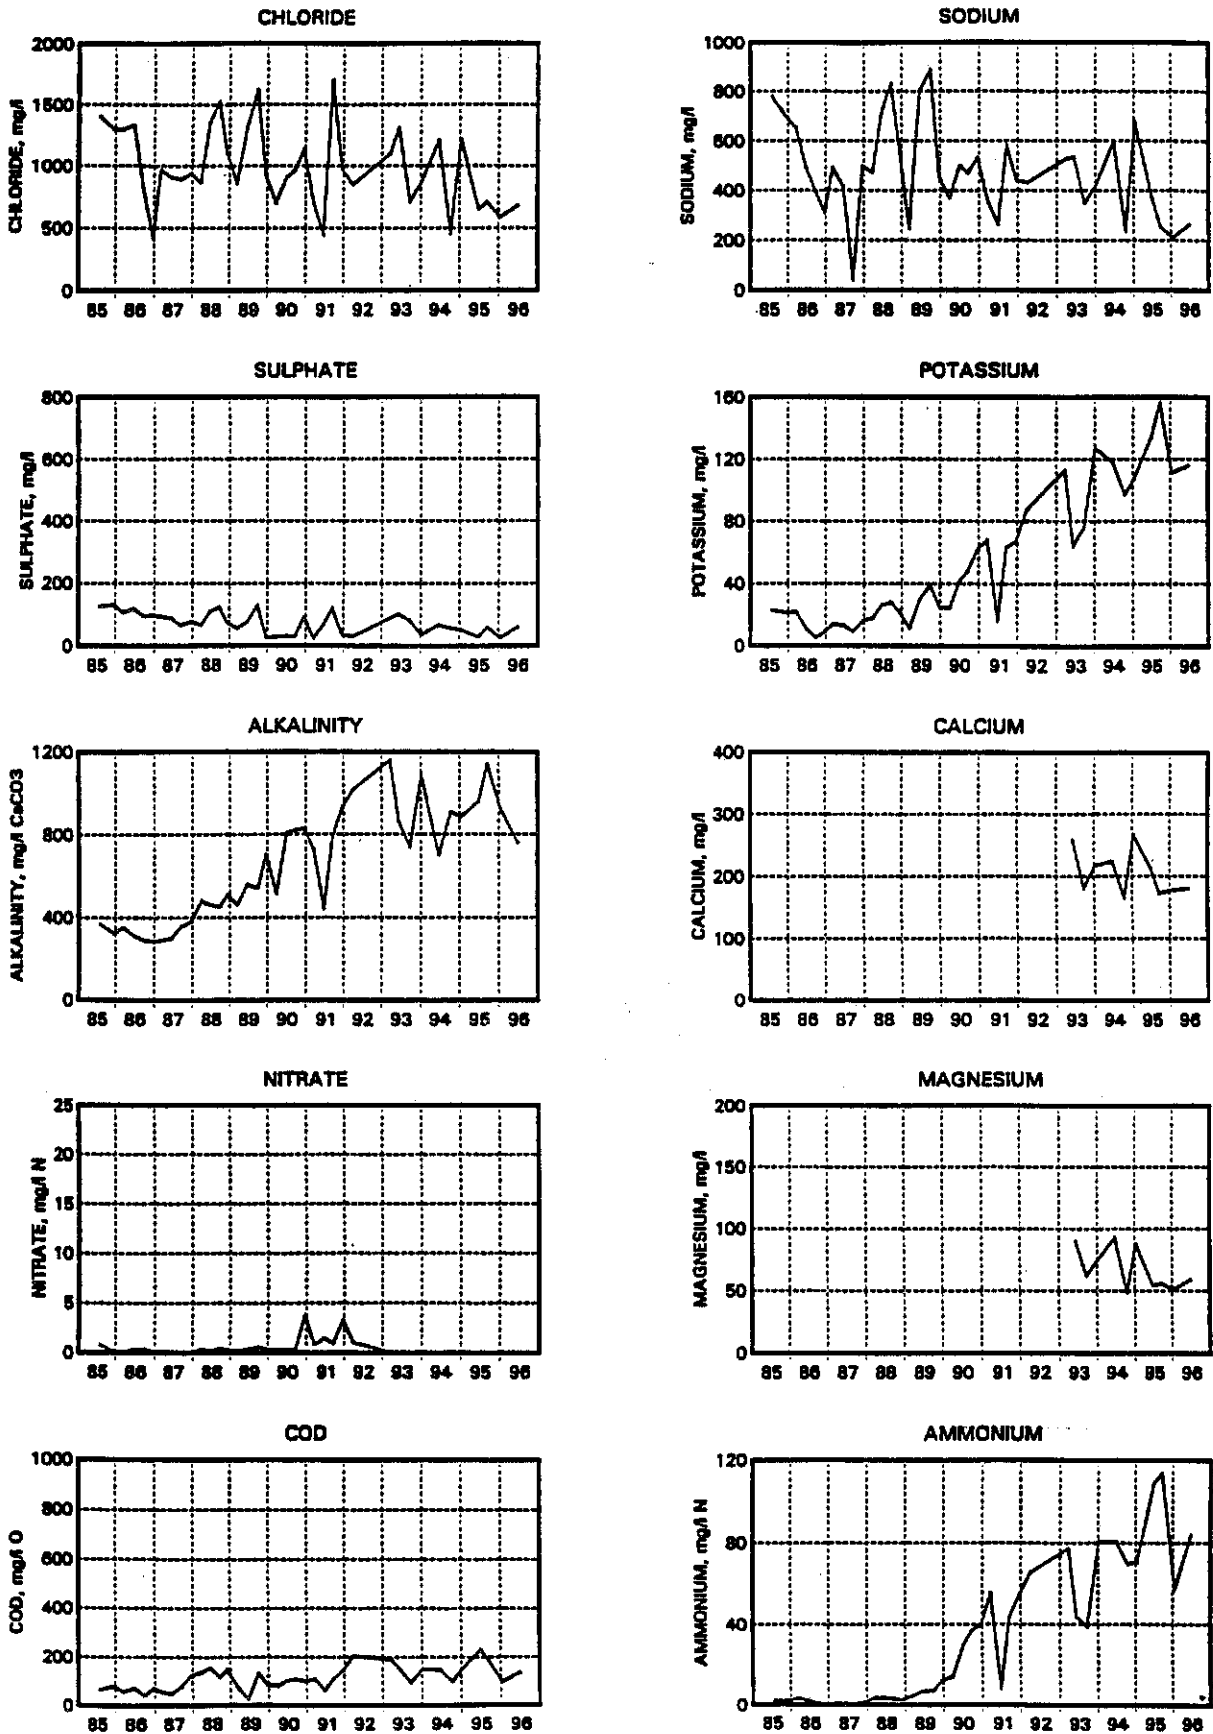 CHLORIDE
2000
1500
1000
500
0
CHLORIDE, mg/l
85 86 87 88 89 90 91 92 93 94 95 96
SODIUM
1000
800
600
400
200
0
SODIUM, mg/l
85 86 87 88 89 90 91 92 93 94 95 96
SULPHATE
800
600
400
200
0
SULPHATE, mg/l
85 86 87 88 89 90 91 92 93 94 95 96
POTASSIUM
160
120
80
40
0
POTASSIUM, mg/l
85 86 87 88 89 90 91 92 93 94 95 96
ALKALINITY
1200
800
400
0
ALKALINITY, mg/l CaCO3
85 86 87 88 89 90 91 92 93 94 95 96
CALCIUM
400
300
200
100
0
CALCIUM, mg/l
85 86 87 88 89 90 91 92 93 94 95 96
NITRATE
25
20
15
10
5
0
NITRATE, mg/l N
85 86 87 88 89 90 91 92 93 94 95 96
MAGNESIUM
200
150
100
50
0
MAGNESIUM, mg/l
85 86 87 88 89 90 91 92 93 94 95 96
COD
1000
800
600
400
200
0
COD, mg/l O
85 86 87 88 89 90 91 92 93 94 95 96
AMMONIUM
120
80
40
0
AMMONIUM, mg/l N
85 86 87 88 89 90 91 92 93 94 95 96